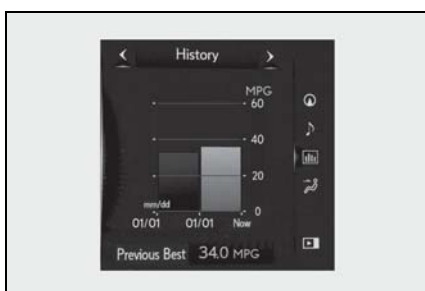 History
MPG
60
40
20
0
mm/dd
01/01 01/01 Now
Previous Best 34.0 MPG